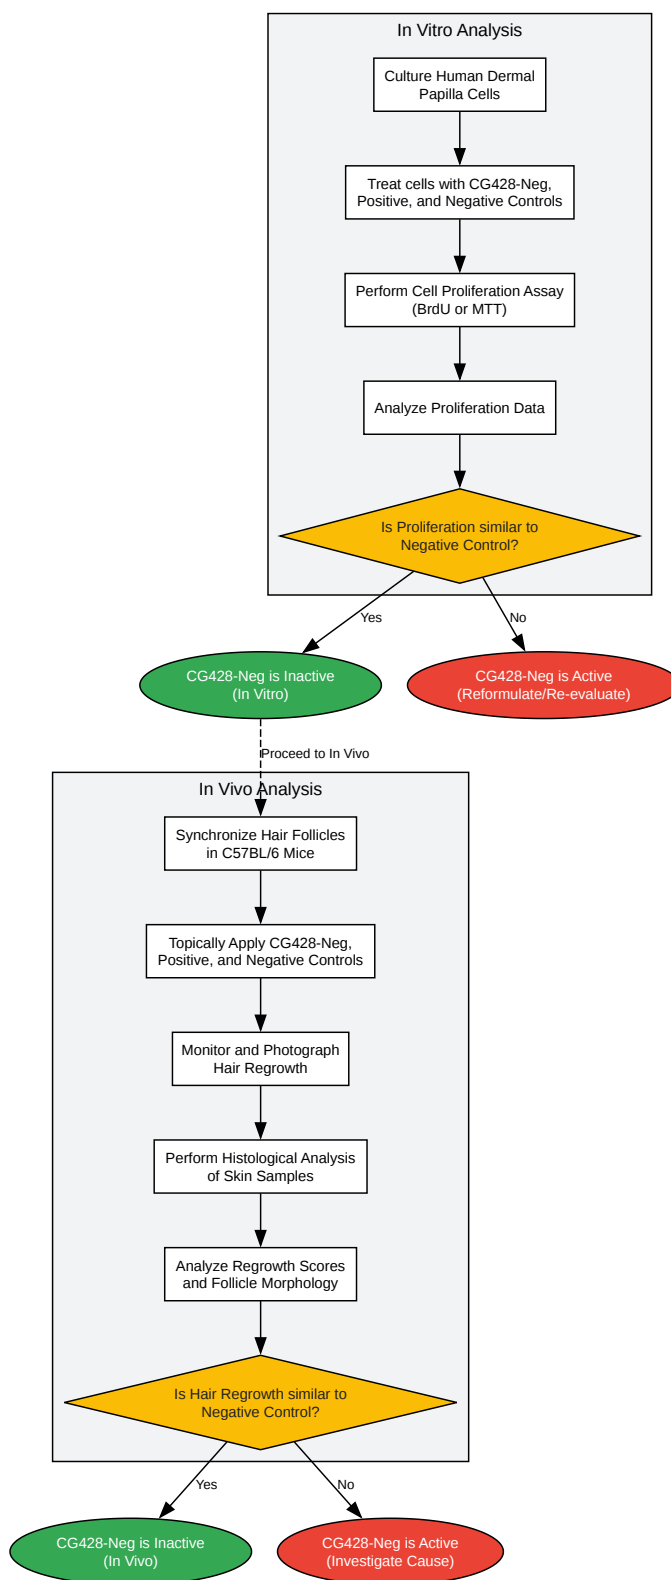 In Vitro Analysis
Culture Human Dermal
Papilla Cells
Treat cells with CG428-Neg,
Positive, and Negative Controls
Perform Cell Proliferation Assay
(BrdU or MTT)
Analyze Proliferation Data
Is Proliferation similar to
Negative Control?
Yes
No
CG428-Neg is Inactive
(In Vitro)
CG428-Neg is Active
(Reformulate/Re-evaluate)
Proceed to In Vivo
In Vivo Analysis
Synchronize Hair Follicles
in C57BL/6 Mice
Topically Apply CG428-Neg,
Positive, and Negative Controls
Monitor and Photograph
Hair Regrowth
Perform Histological Analysis
of Skin Samples
Analyze Regrowth Scores
and Follicle Morphology
Is Hair Regrowth similar to
Negative Control?
Yes
No
CG428-Neg is Inactive
(In Vivo)
CG428-Neg is Active
(Investigate Cause)